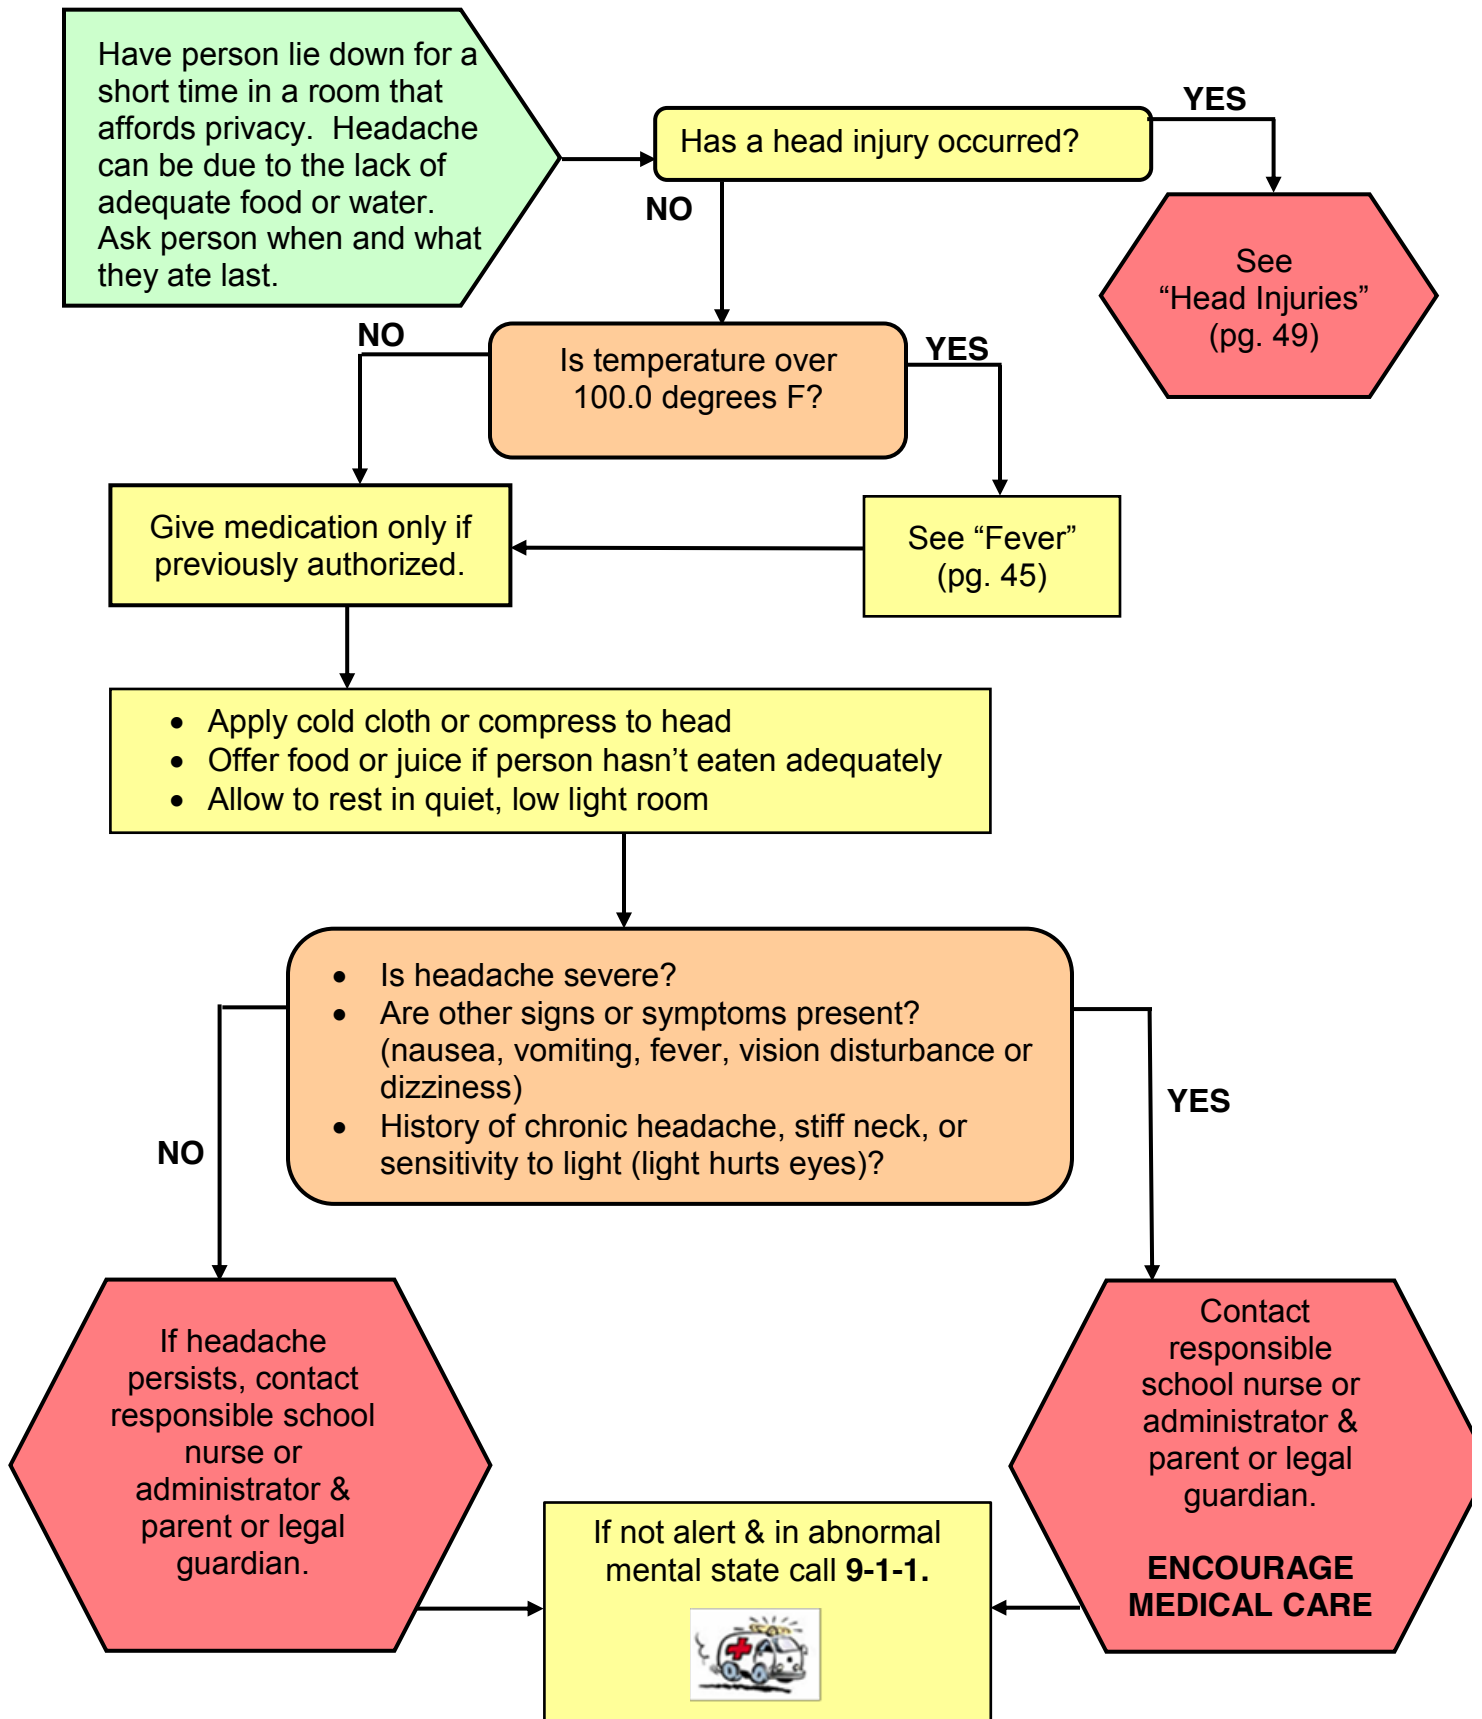 Have person lie down for a
short time in a room that
affords privacy.  Headache
can be due to the lack of
adequate food or water.
Ask person when and what
they ate last.
Has a head injury occurred?
YES
NO
See
“Head Injuries”
(pg. 49)
NO
Is temperature over
100.0 degrees F?
YES
Give medication only if
previously authorized.
See “Fever”
(pg. 45)
• Apply cold cloth or compress to head
• Offer food or juice if person hasn’t eaten adequately
• Allow to rest in quiet, low light room
• Is headache severe?
• Are other signs or symptoms present?
(nausea, vomiting, fever, vision disturbance or
dizziness)
• History of chronic headache, stiff neck, or
sensitivity to light (light hurts eyes)?
NO
YES
If headache
persists, contact
responsible school
nurse or
administrator &
parent or legal
guardian.
Contact
responsible
school nurse or
administrator &
parent or legal
guardian.
ENCOURAGE
MEDICAL CARE
If not alert & in abnormal
mental state call 9-1-1.